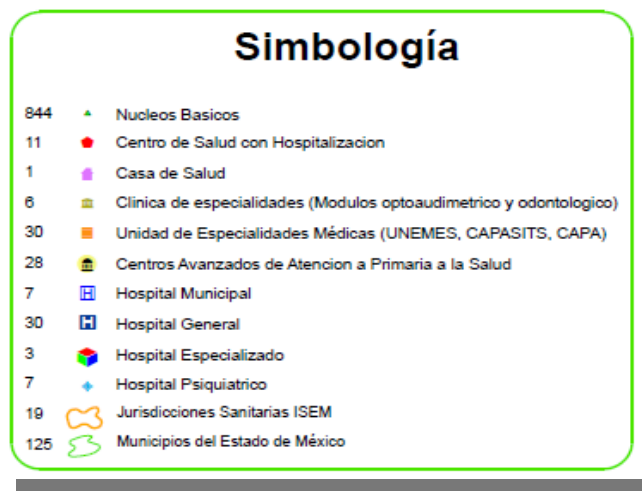 Simbología
844 Nucleos Basicos
11 Centro de Salud con Hospitalizacion
1 Casa de Salud
6 Clinica de especialidades (Modulos optoaudimetrico y odontologico)
30 Unidad de Especialidades Médicas (UNEMES, CAPASITS, CAPA)
28 Centros Avanzados de Atencion a Primaria a la Salud
7 H Hospital Municipal
30 H Hospital General
3 Hospital Especializado
7 Hospital Psiquiatrico
19 Jurisdicciones Sanitarias ISEM
125 Municipios del Estado de México